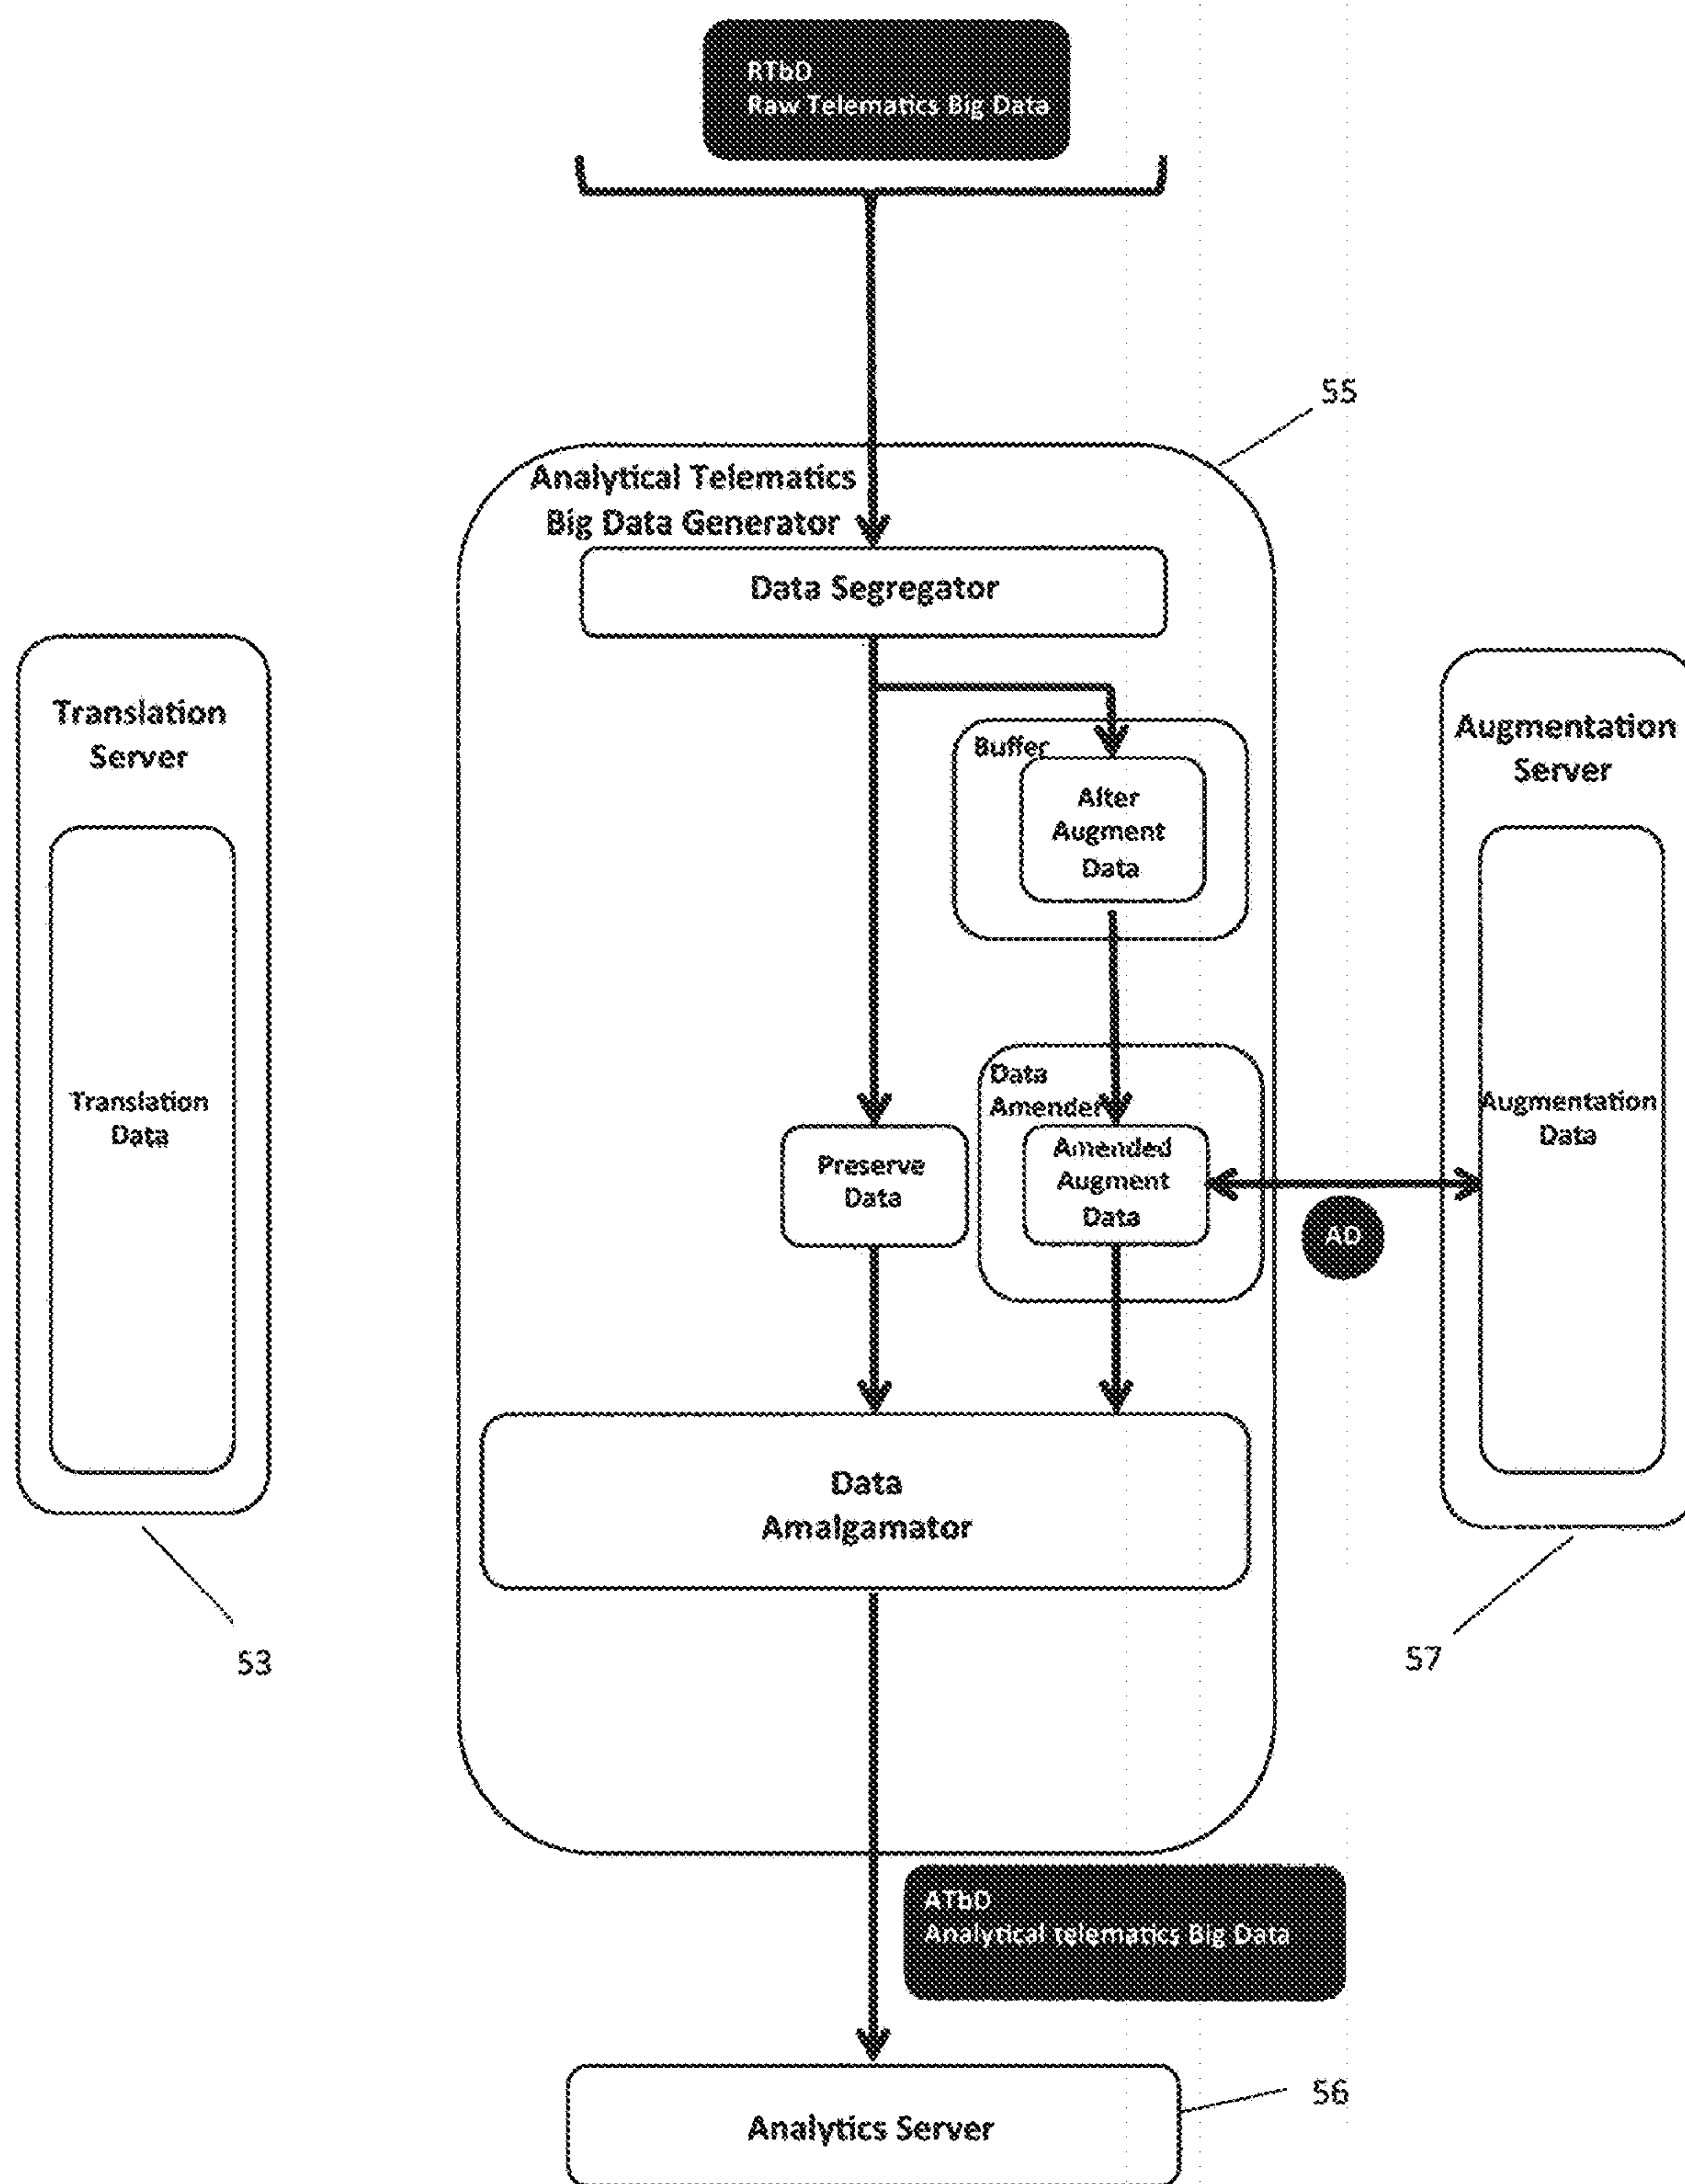 RTbD
Raw Telematics Big Data
55
Analytical Telematics
Big Data Generator
Data Segregator
Translation
Server
Buffer
Alter
Augment
Data
Augmentation
Server
Translation
Data
Preserve
Data
Data
Amender
Amended
Augment
Data
AD
Augmentation
Data
Data
Amalgamator
53
57
ATbD
Analytical telematics Big Data
Analytics Server
56